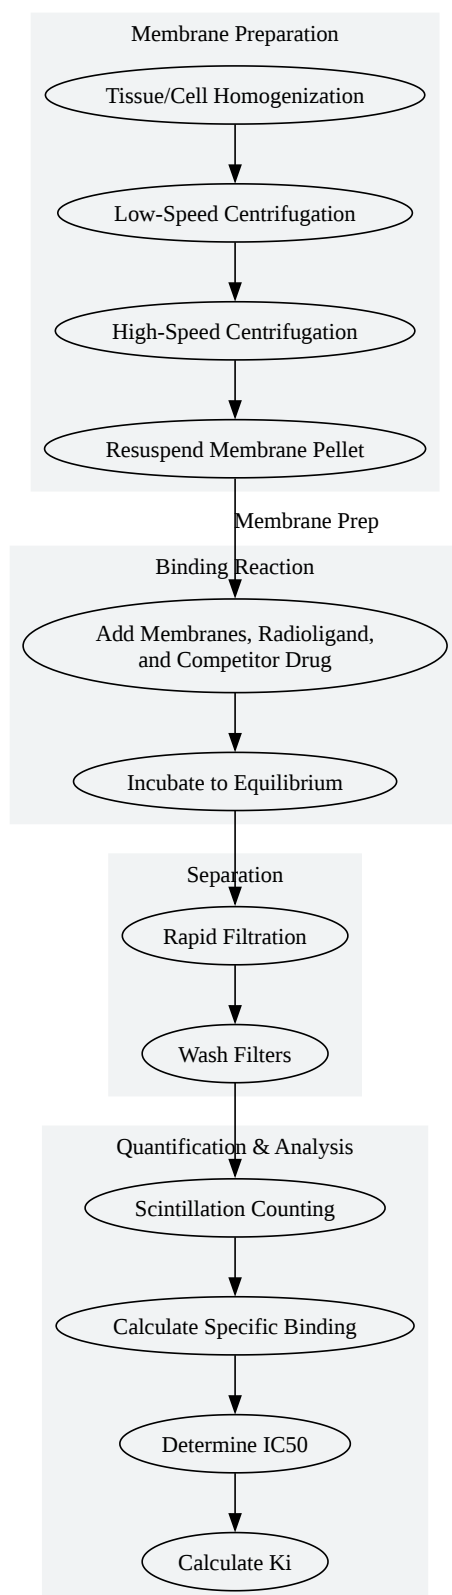 Membrane Preparation
Tissue/Cell Homogenization
Low-Speed Centrifugation
High-Speed Centrifugation
Resuspend Membrane Pellet
Membrane Prep
Binding Reaction
Add Membranes, Radioligand,
and Competitor Drug
Incubate to Equilibrium
Separation
Rapid Filtration
Wash Filters
Quantification & Analysis
Scintillation Counting
Calculate Specific Binding
Determine IC50
Calculate Ki